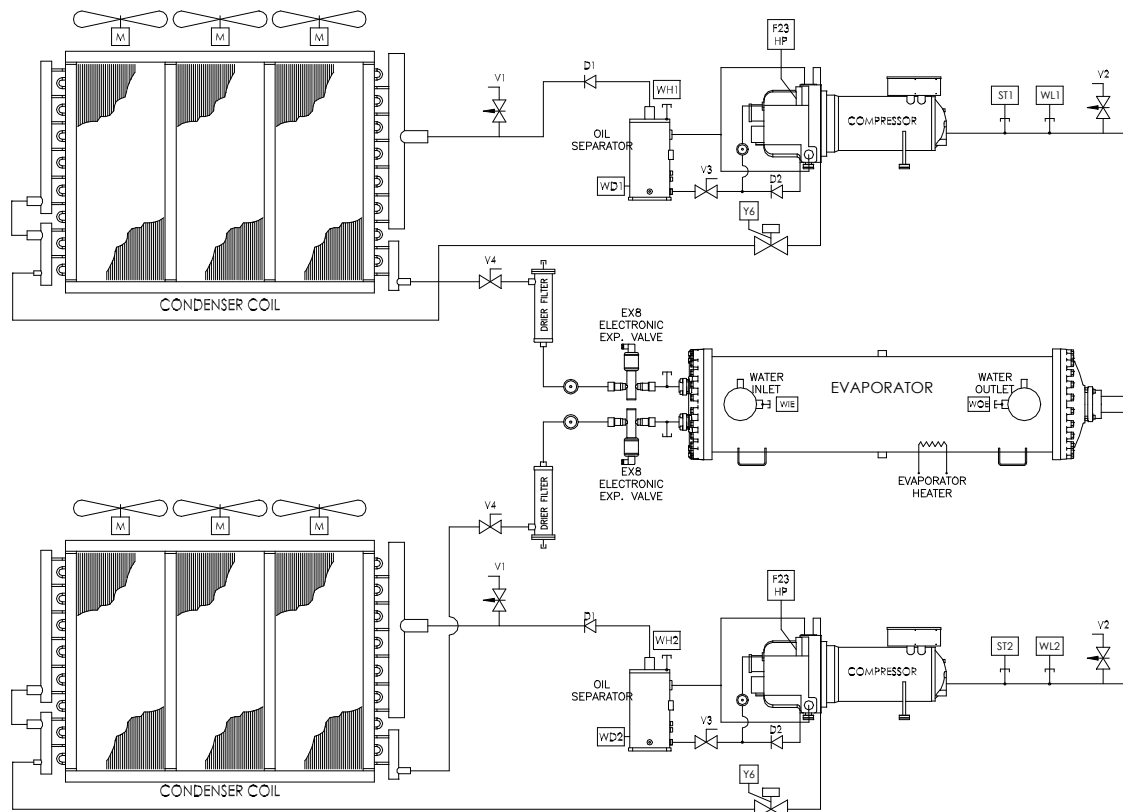 M
M
M
V1
D1
WH1
F23
HP
COMPRESSOR
ST1
WL1
V2
OIL
SEPARATOR
WD1
V3
D2
Y6
V4
CONDENSER COIL
DRIER FILTER
EX8
ELECTRONIC
EXP. VALVE
WATER
INLET
WIE
EVAPORATOR
WATER
OUTLET
WOE
EX8
ELECTRONIC
EXP. VALVE
EVAPORATOR
HEATER
DRIER FILTER
V4
M
M
M
V1
D1
WH2
F23
HP
COMPRESSOR
ST2
WL2
V2
OIL
SEPARATOR
WD2
V3
D2
Y6
CONDENSER COIL